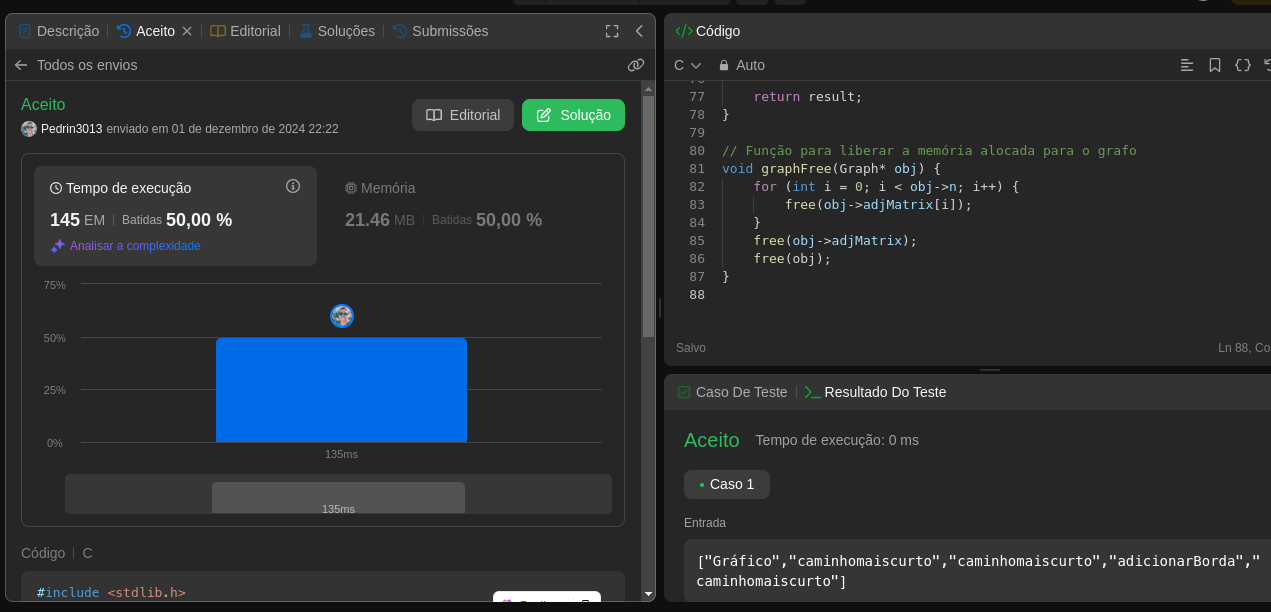 Descrição | Aceito | Editorial | Soluções | Submissões
Todos os envios
Aceito
Pedrin3013 enviado em 01 de dezembro de 2024 22:22
Editorial
Solução
Tempo de execução
145 EM | Batidas 50,00 %
Analisar a complexidade
Memória
21.46 MB | Batidas 50,00 %
75%
50%
25%
0%
135ms
135ms
Código | C
#include <stdlib.h>
</> Código
C
Auto
77 return result;
78 }
79
80 // Função para liberar a memória alocada para o grafo
81 void graphFree(Graph* obj) {
82 for (int i = 0; i < obj->n; i++) {
83 free(obj->adjMatrix[i]);
84 }
85 free(obj->adjMatrix);
86 free(obj);
87 }
88
Salvo
Ln 88, Co
Caso De Teste | Resultado Do Teste
Aceito Tempo de execução: 0 ms
• Caso 1
Entrada
["Gráfico","caminhomaiscurto","caminhomaiscurto","adicionarBorda","
caminhomaiscurto"]